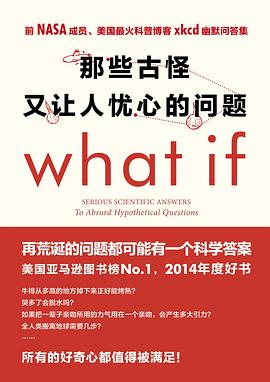 前 NASA 成员、美国最火科普博客 xkcd 幽默问答集
那些古怪
又让人忧心的问题
what if
SERIOUS SCIENTIFIC ANSWERS
To Absurd Hypothetical Questions
再荒诞的问题都可能有一个科学答案
美国亚马逊图书榜No.1，2014年度好书
牛排从多高的地方掉下来正好能烤熟？
哭多了会脱水吗？
如果把一辈子亲吻所用的力气用在一个亲吻，会产生多大引力？
全人类搬离地球需要几步？
……
所有的好奇心都值得被满足！